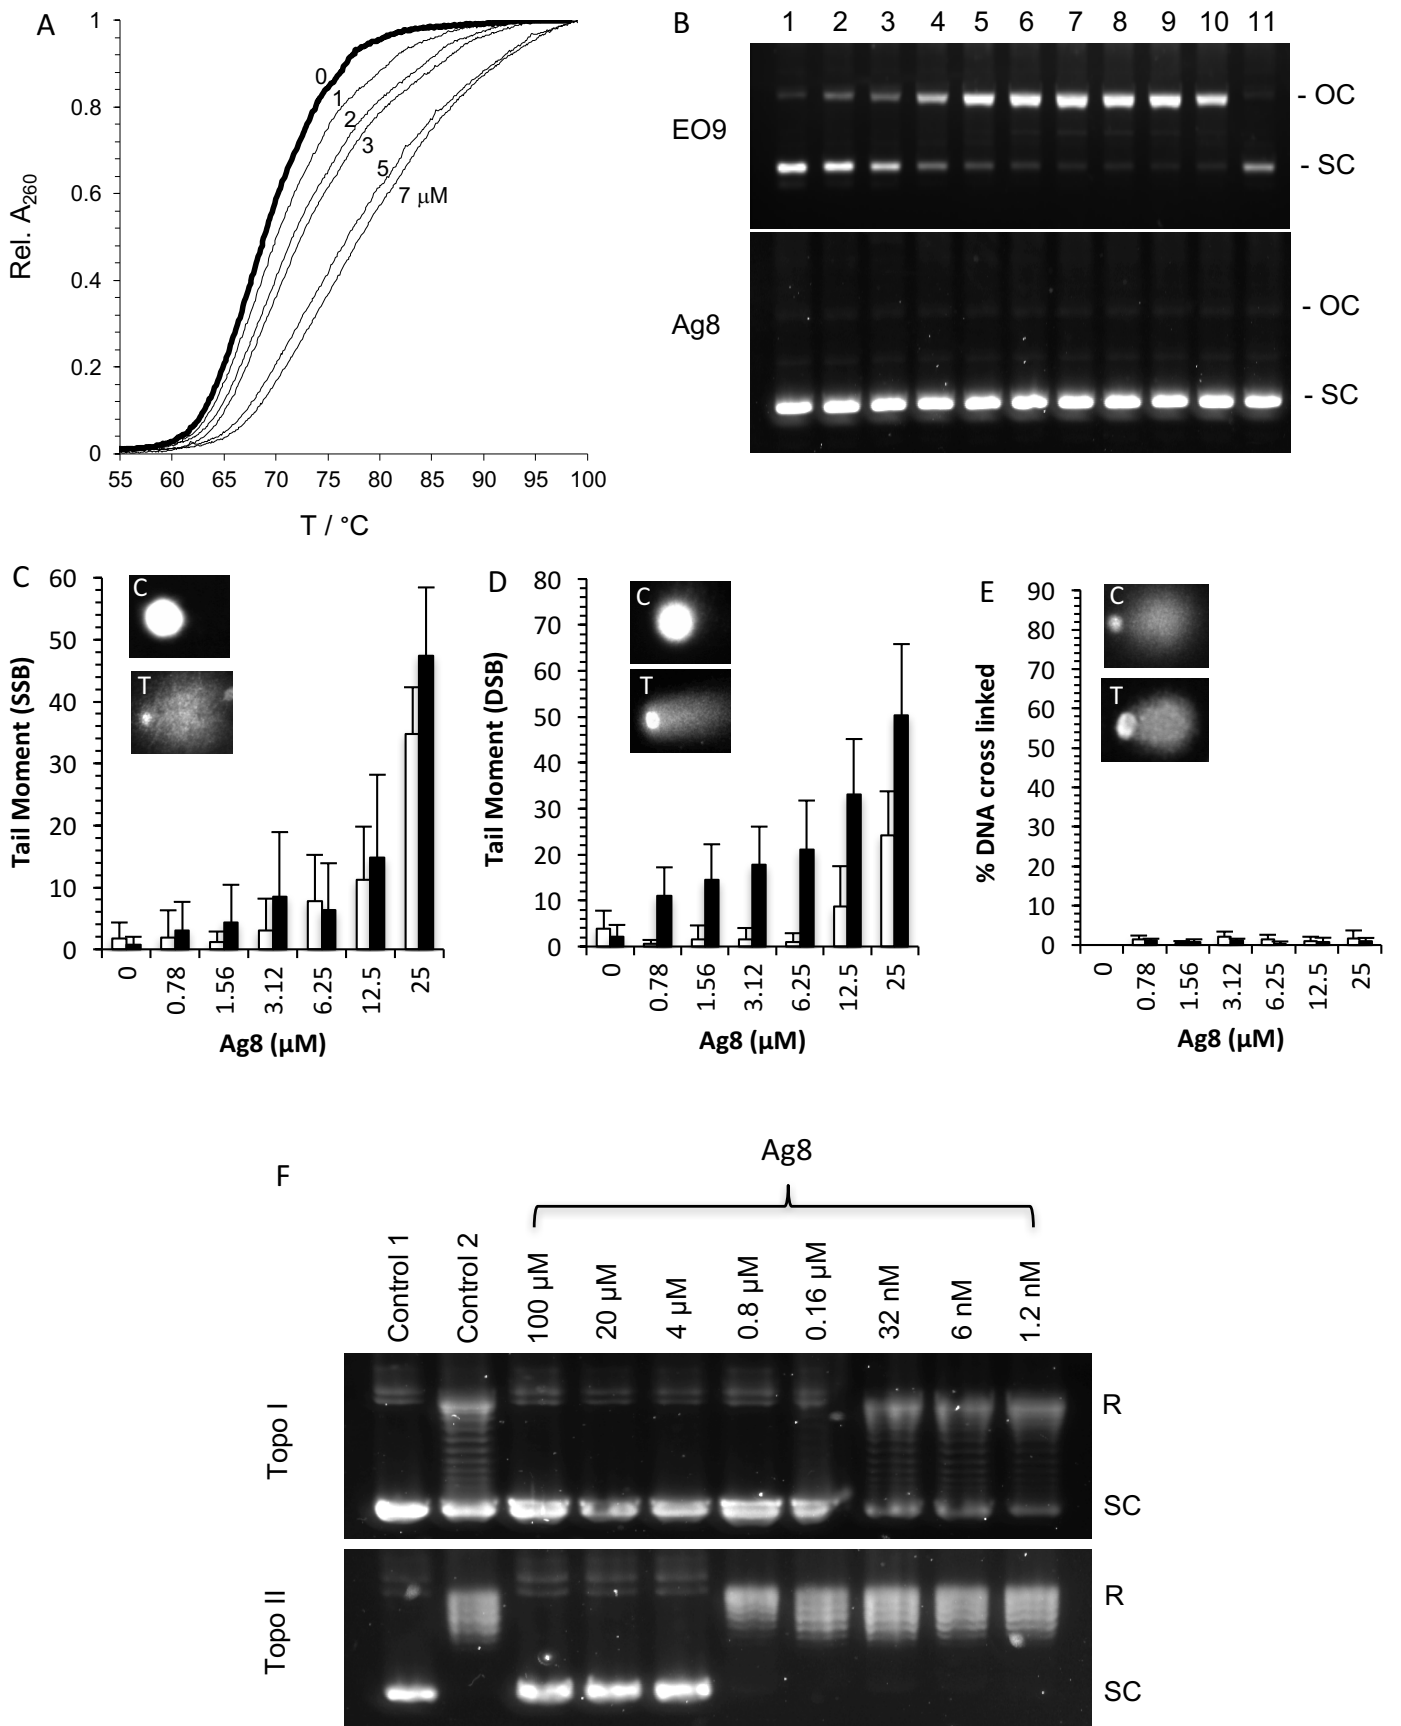 A
Rel. A260
1
0.8
0.6
0.4
0.2
0
0
1
2
3
5
7 µM
55 60 65 70 75 80 85 90 95 100
T / °C
B
1 2 3 4 5 6 7 8 9 10 11
EO9
- OC
- SC
Ag8
- OC
- SC
C
Tail Moment (SSB)
60
50
40
30
20
10
0
C
T
0 0.78 1.56 3.12 6.25 12.5 25
Ag8 (µM)
D
Tail Moment (DSB)
80
70
60
50
40
30
20
10
0
C
T
0 0.78 1.56 3.12 6.25 12.5 25
Ag8 (µM)
E
% DNA cross linked
90
80
70
60
50
40
30
20
10
0
C
T
0 0.78 1.56 3.12 6.25 12.5 25
Ag8 (µM)
F
Ag8
Control 1
Control 2
100 µM
20 µM
4 µM
0.8 µM
0.16 µM
32 nM
6 nM
1.2 nM
Topo I
R
SC
Topo II
R
SC